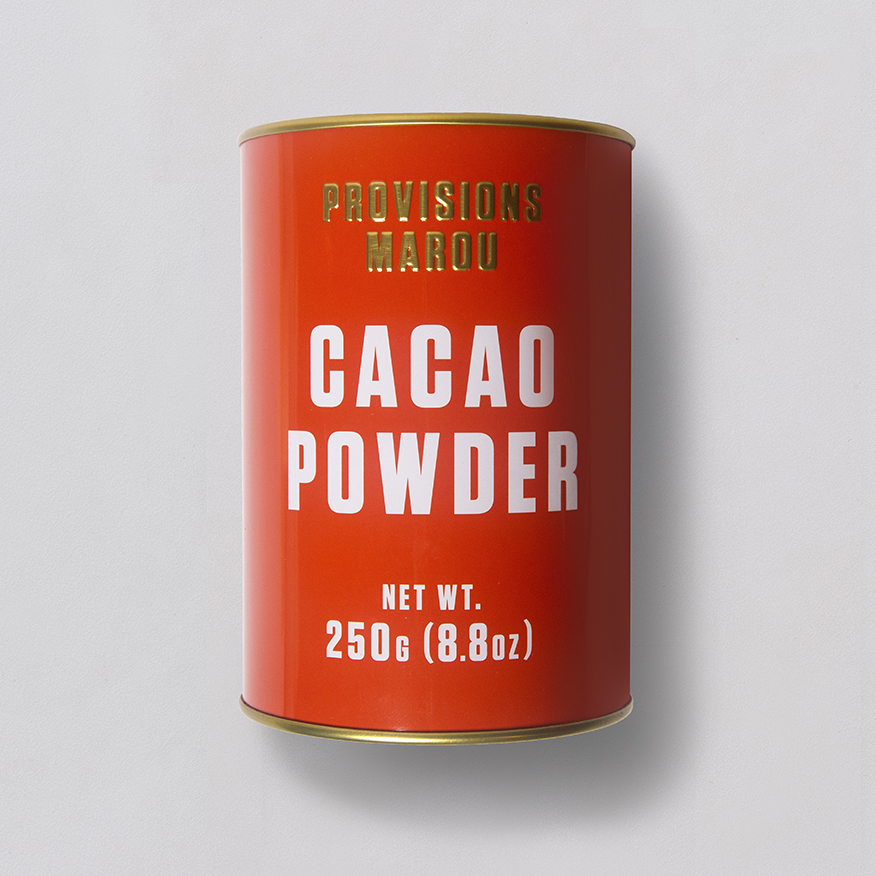 PROVISIONS
MAROU
CACAO
POWDER
NET WT.
250G (8.8OZ)